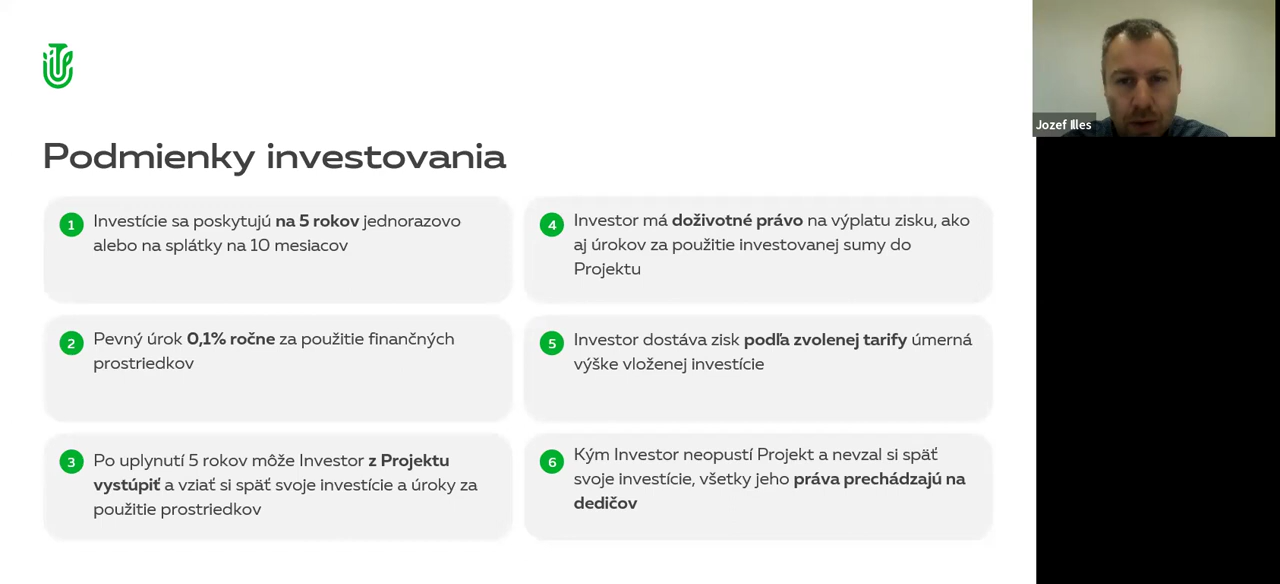 Podmienky investovania
1
Investície sa poskytujú na 5 rokov jednorazovo
alebo na splátky na 10 mesiacov
2
Pevný úrok 0,1% ročne za použitie finančných
prostriedkov
3
Po uplynutí 5 rokov môže Investor z Projektu
vystúpiť a vziať si späť svoje investície a úroky za
použitie prostriedkov
4
Investor má doživotné právo na výplatu zisku, ako
aj úrokov za použitie investovanej sumy do
Projektu
5
Investor dostáva zisk podľa zvolenej tarify úmerná
výške vloženej investície
6
Kým Investor neopustí Projekt a nevzal si späť
svoje investície, všetky jeho práva prechádzajú na
dedičov
Jozef Illes